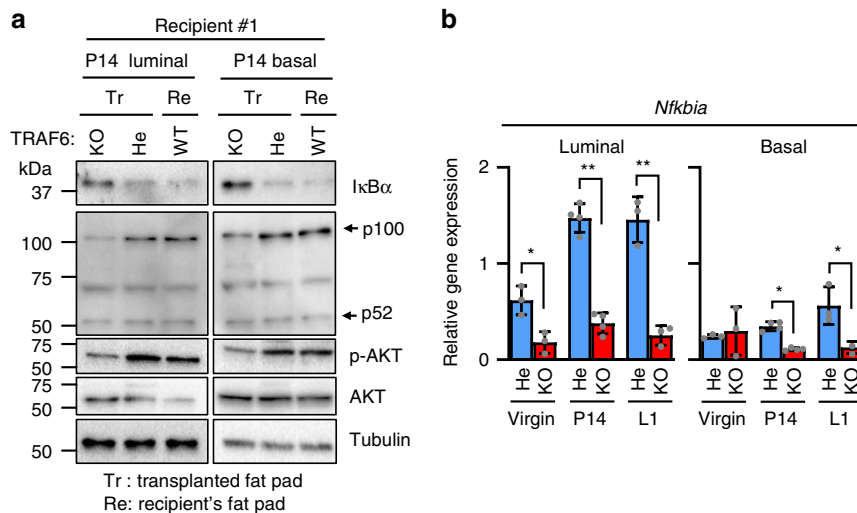 a
Recipient #1
P14 luminal
P14 basal
Tr
Re
Tr
Re
TRAF6:
KO
He
WT
KO
He
WT
kDa
37
IκBα
100
75
50
p100
p52
75
50
p-AKT
75
50
AKT
50
Tubulin
Tr : transplanted fat pad
Re: recipient's fat pad
b
Nfkbia
Luminal
Basal
Relative gene expression
2
1
0
*
**
**
*
*
He
KO
He
KO
He
KO
He
KO
He
KO
He
KO
Virgin
P14
L1
Virgin
P14
L1